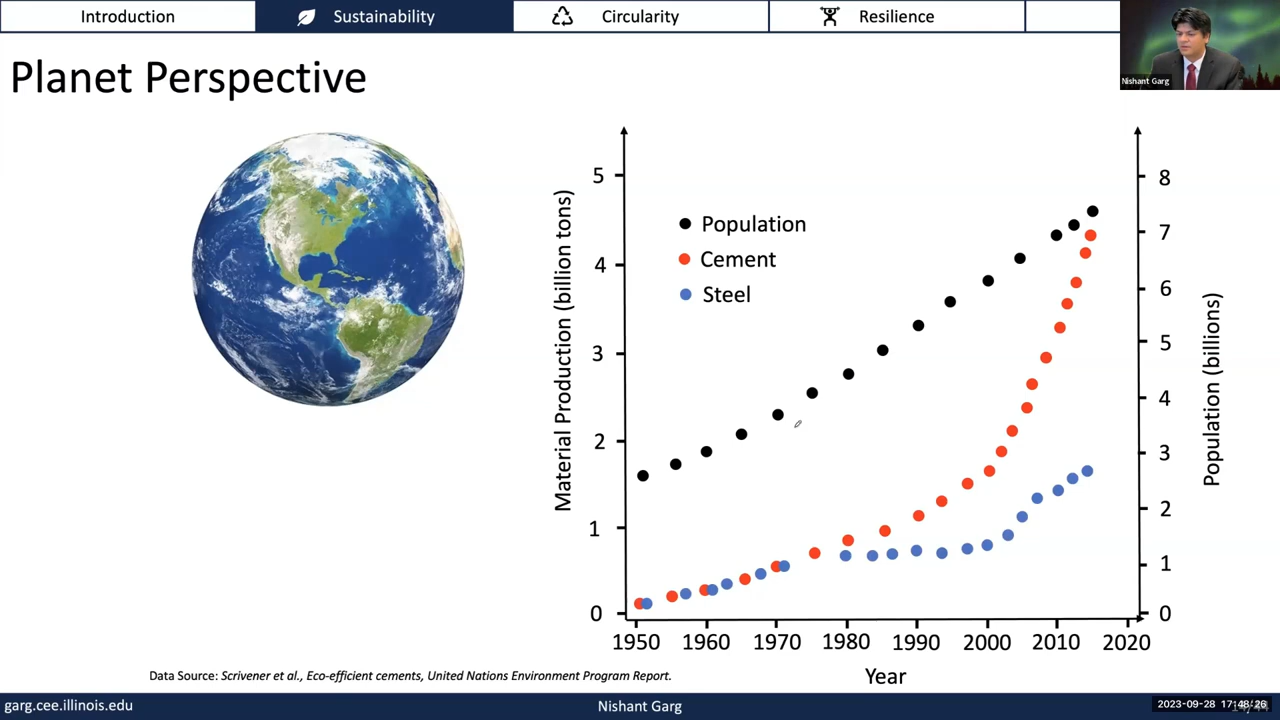 Introduction
Sustainability
Circularity
Resilience
Nishant Garg
Planet Perspective
Material Production (billion tons)
5
4
3
2
1
0
Population
Cement
Steel
8
7
6
5
4
3
2
1
0
Population (billions)
1950 1960 1970 1980 1990 2000 2010 2020
Year
Data Source: Scrivener et al., Eco-efficient cements, United Nations Environment Program Report.
garg.cee.illinois.edu
Nishant Garg
2023-09-28 17:48:26